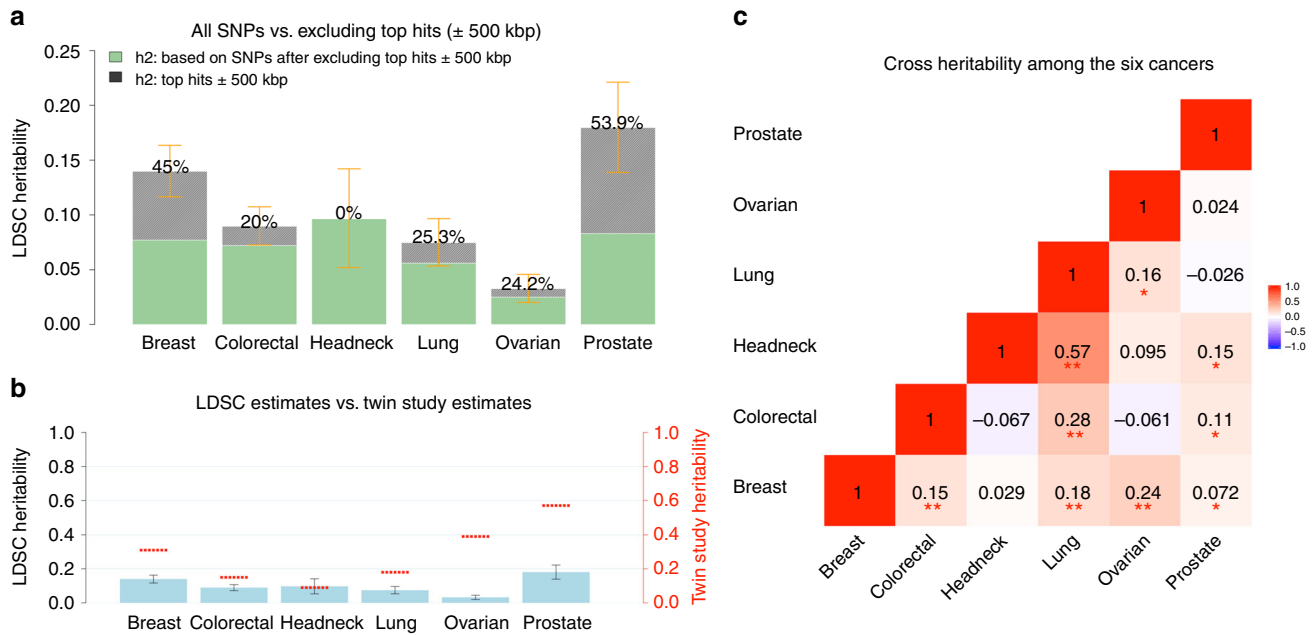 a
All SNPs vs. excluding top hits (± 500 kbp)
h2: based on SNPs after excluding top hits ± 500 kbp
h2: top hits ± 500 kbp
LDSC heritability
0.25
0.20
0.15
0.10
0.05
0.00
45%
20%
0%
25.3%
24.2%
53.9%
Breast Colorectal Headneck Lung Ovarian Prostate
b
LDSC estimates vs. twin study estimates
LDSC heritability
1.0
0.8
0.6
0.4
0.2
0.0
1.0
0.8
0.6
0.4
0.2
0.0
Twin study heritability
Breast Colorectal Headneck Lung Ovarian Prostate
c
Cross heritability among the six cancers
Prostate 1
Ovarian 1 0.024
Lung 1 0.16 −0.026
*
Headneck 1 0.57 0.095 0.15
** *
Colorectal 1 −0.067 0.28 −0.061 0.11
** *
Breast 1 0.15 0.029 0.18 0.24 0.072
** ** ** *
Breast Colorectal Headneck Lung Ovarian Prostate
1.0
0.5
0.0
−0.5
−1.0